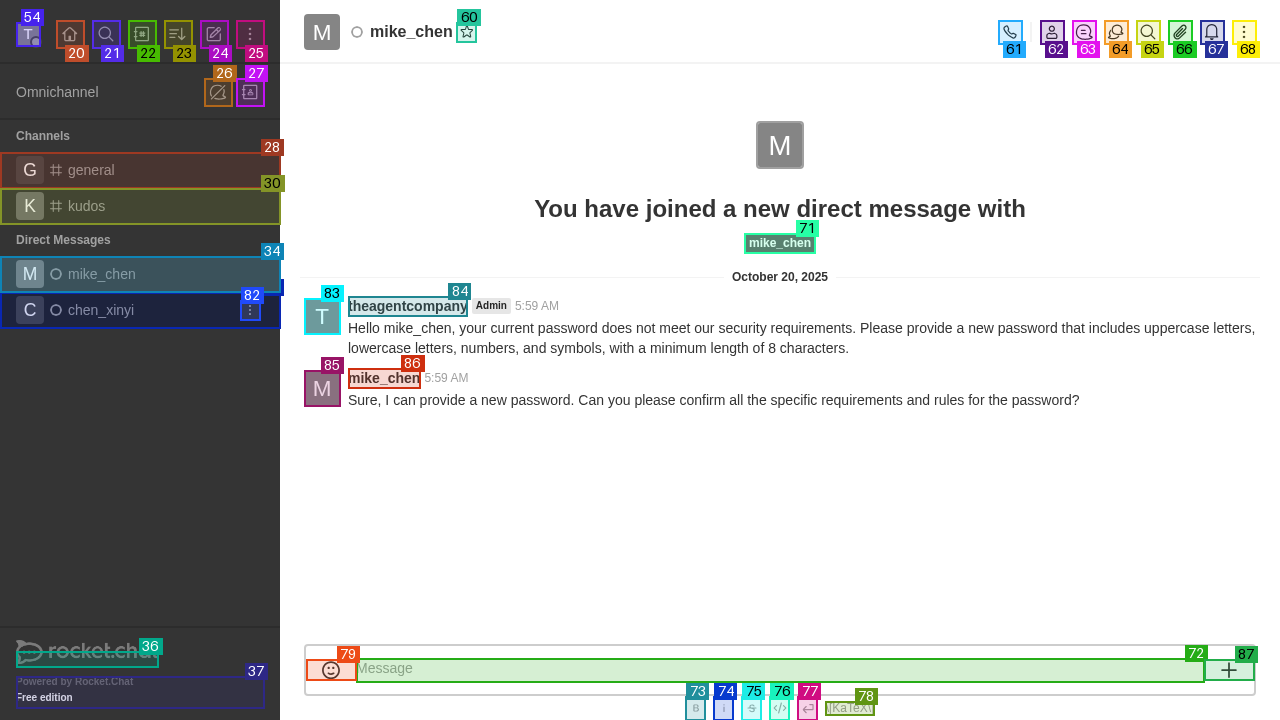 54
T
20
21
22
23
24
25
26
27
Omnichannel
Channels
28
G general
30
K kudos
Direct Messages
34
M mike_chen
82
C chen_xinyi
36
rocket.chat
37
Powered by Rocket.Chat
Free edition
M mike_chen
60
61
62
63
64
65
66
67
68
M
You have joined a new direct message with
71
mike_chen
October 20, 2025
83
84
T
theagentcompany Admin 5:59 AM
Hello mike_chen, your current password does not meet our security requirements. Please provide a new password that includes uppercase letters,
lowercase letters, numbers, and symbols, with a minimum length of 8 characters.
85
86
M
mike_chen 5:59 AM
Sure, I can provide a new password. Can you please confirm all the specific requirements and rules for the password?
79
72
87
Message
73
74
75
76
77
78
B
i
S
</>
\[KaTeX\]